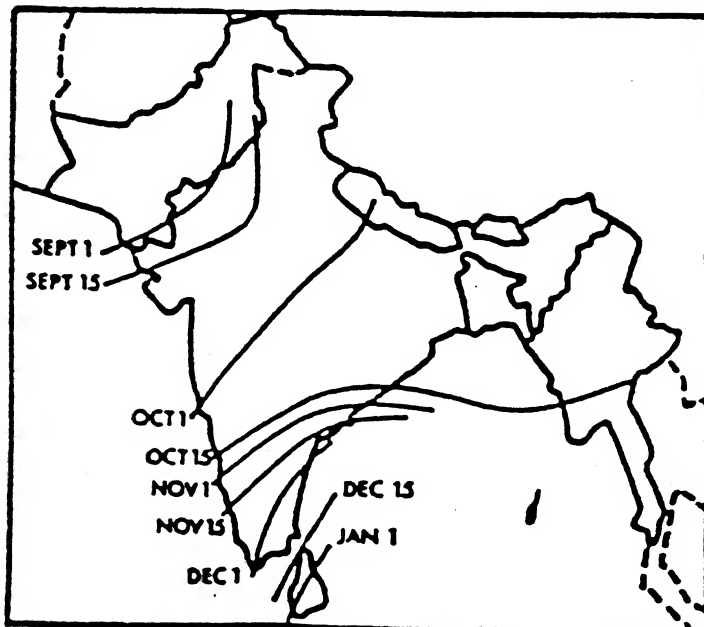 SEPT 1
SEPT 15
OCT 1
OCT 15
NOV 1
NOV 15
DEC 15
JAN 1
DEC 1